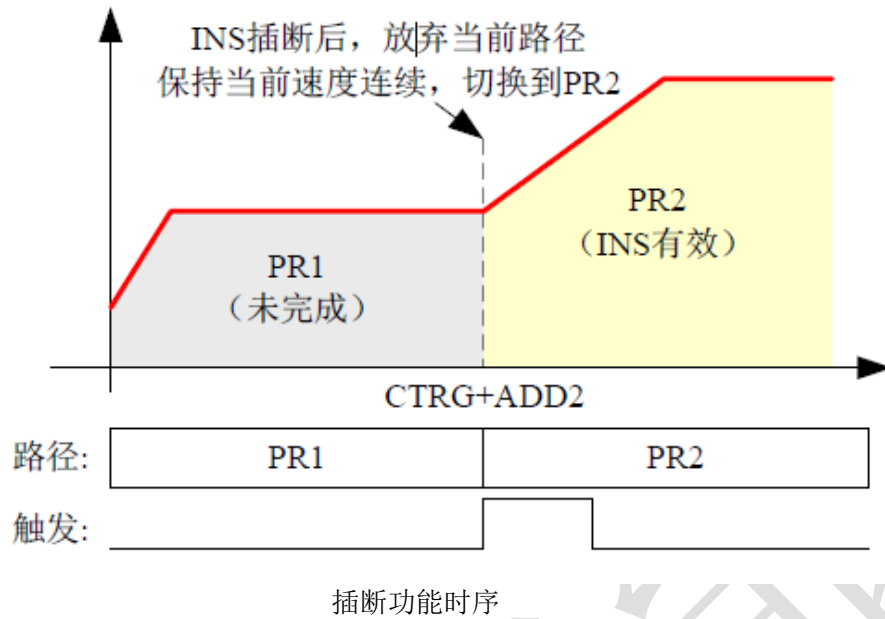 INS插断后，放弃当前路径
保持当前速度连续，切换到PR2
PR2
（INS有效）
PR1
（未完成）
CTRG+ADD2
路径: PR1 PR2
触发:
插断功能时序